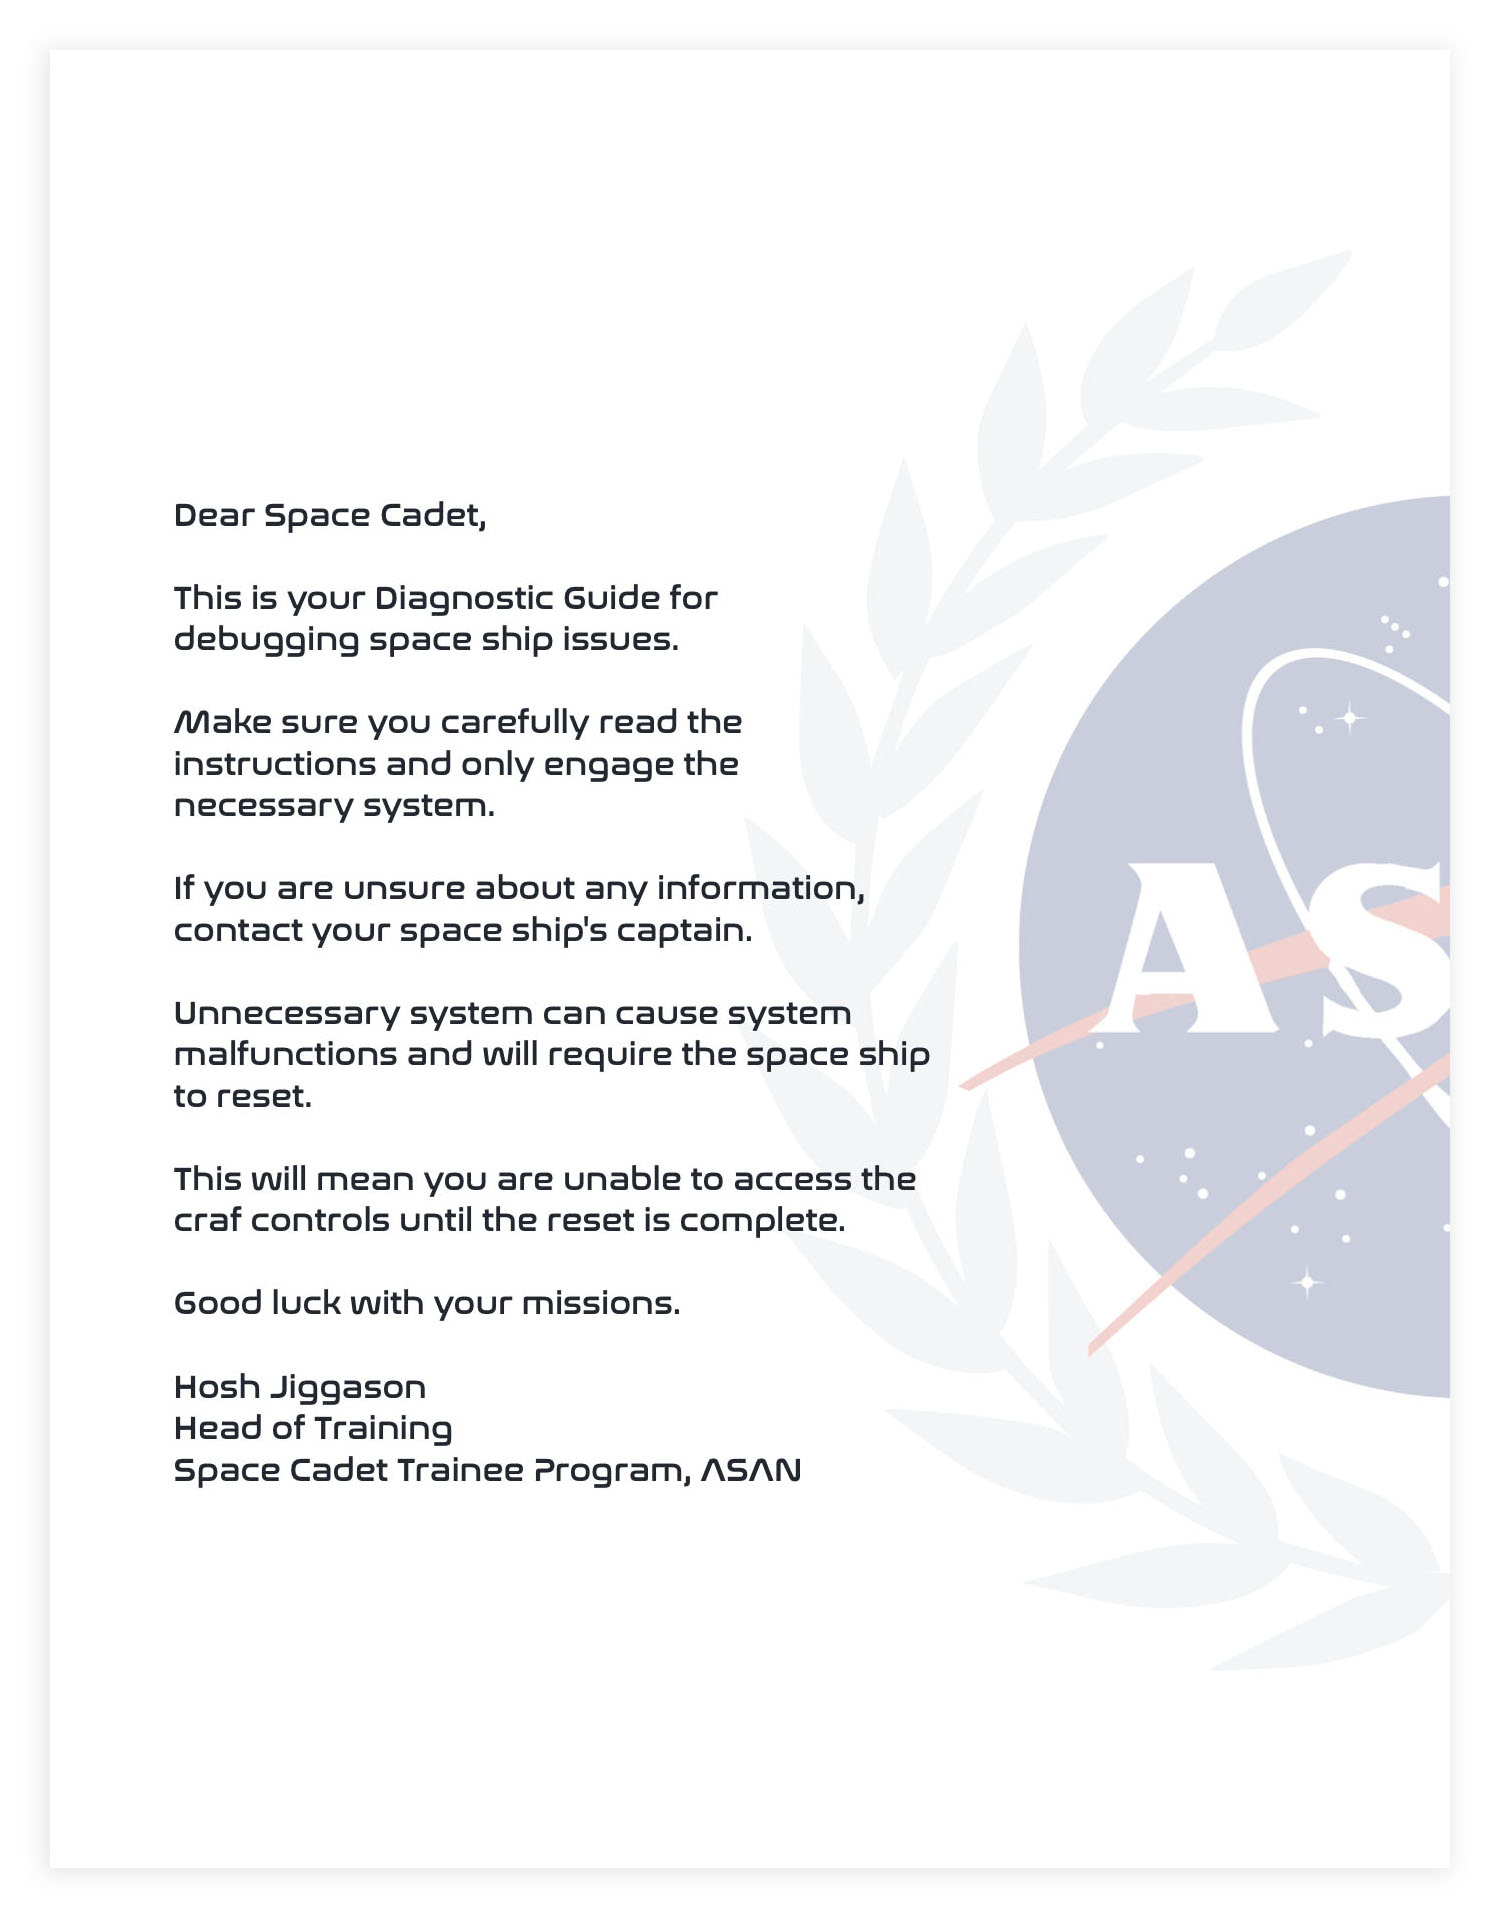 Dear Space Cadet,
This is your Diagnostic Guide for
debugging space ship issues.
Make sure you carefully read the
instructions and only engage the
necessary system.
If you are unsure about any information,
contact your space ship's captain.
Unnecessary system can cause system
malfunctions and will require the space ship
to reset.
This will mean you are unable to access the
craf controls until the reset is complete.
Good luck with your missions.
Hosh Jiggason
Head of Training
Space Cadet Trainee Program, ASAN
AS